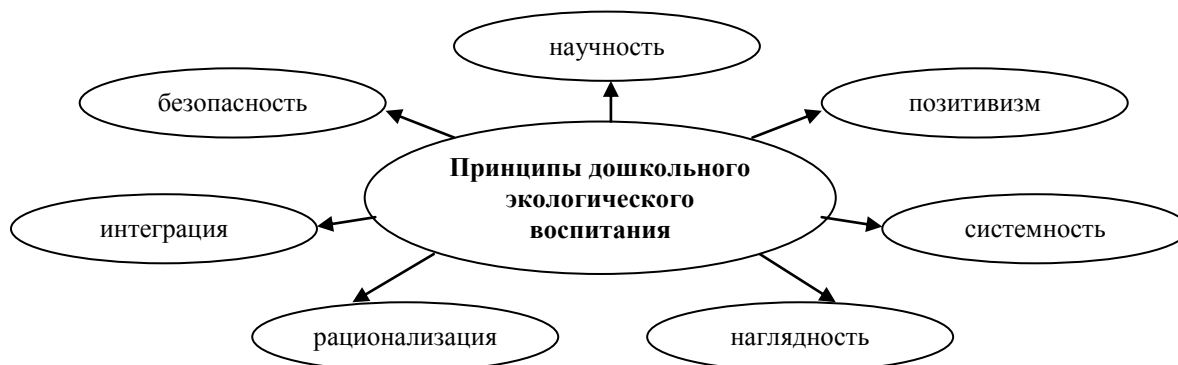 научность
безопасность
позитивизм
Принципы дошкольного
экологического
воспитания
интеграция
системность
рационализация
наглядность